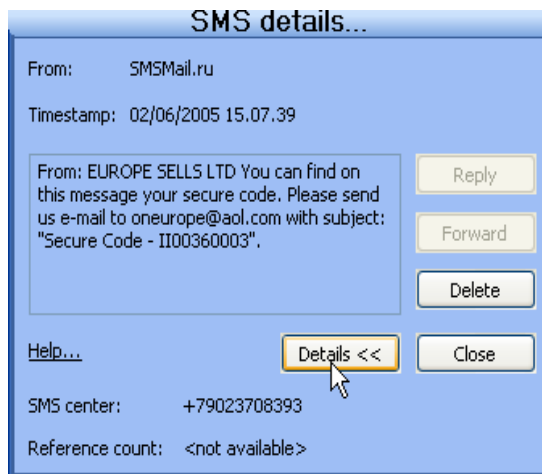 SMS details...
From: SMSMail.ru
Timestamp: 02/06/2005 15.07.39
From: EUROPE SELLS LTD You can find on
this message your secure code. Please send
us e-mail to oneurope@aol.com with subject:
"Secure Code - II00360003".
Reply
Forward
Delete
Help...
Details <<
Close
SMS center: +79023708393
Reference count: <not available>